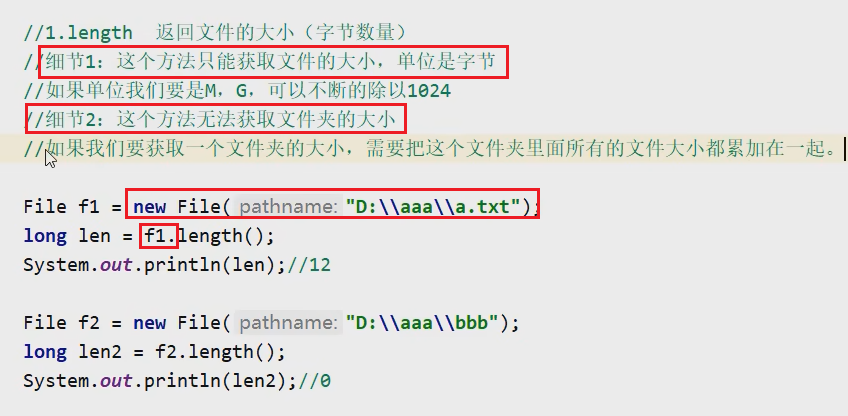 //1.length  返回文件的大小（字节数量）
//细节1：这个方法只能获取文件的大小，单位是字节
//如果单位我们要是M，G，可以不断的除以1024
//细节2：这个方法无法获取文件夹的大小
//如果我们要获取一个文件夹的大小，需要把这个文件夹里面所有的文件大小都累加在一起。
File f1 = new File( pathname: "D:\\aaa\\a.txt");
long len = f1.length();
System.out.println(len);//12
File f2 = new File( pathname: "D:\\aaa\\bbb");
long len2 = f2.length();
System.out.println(len2);//0